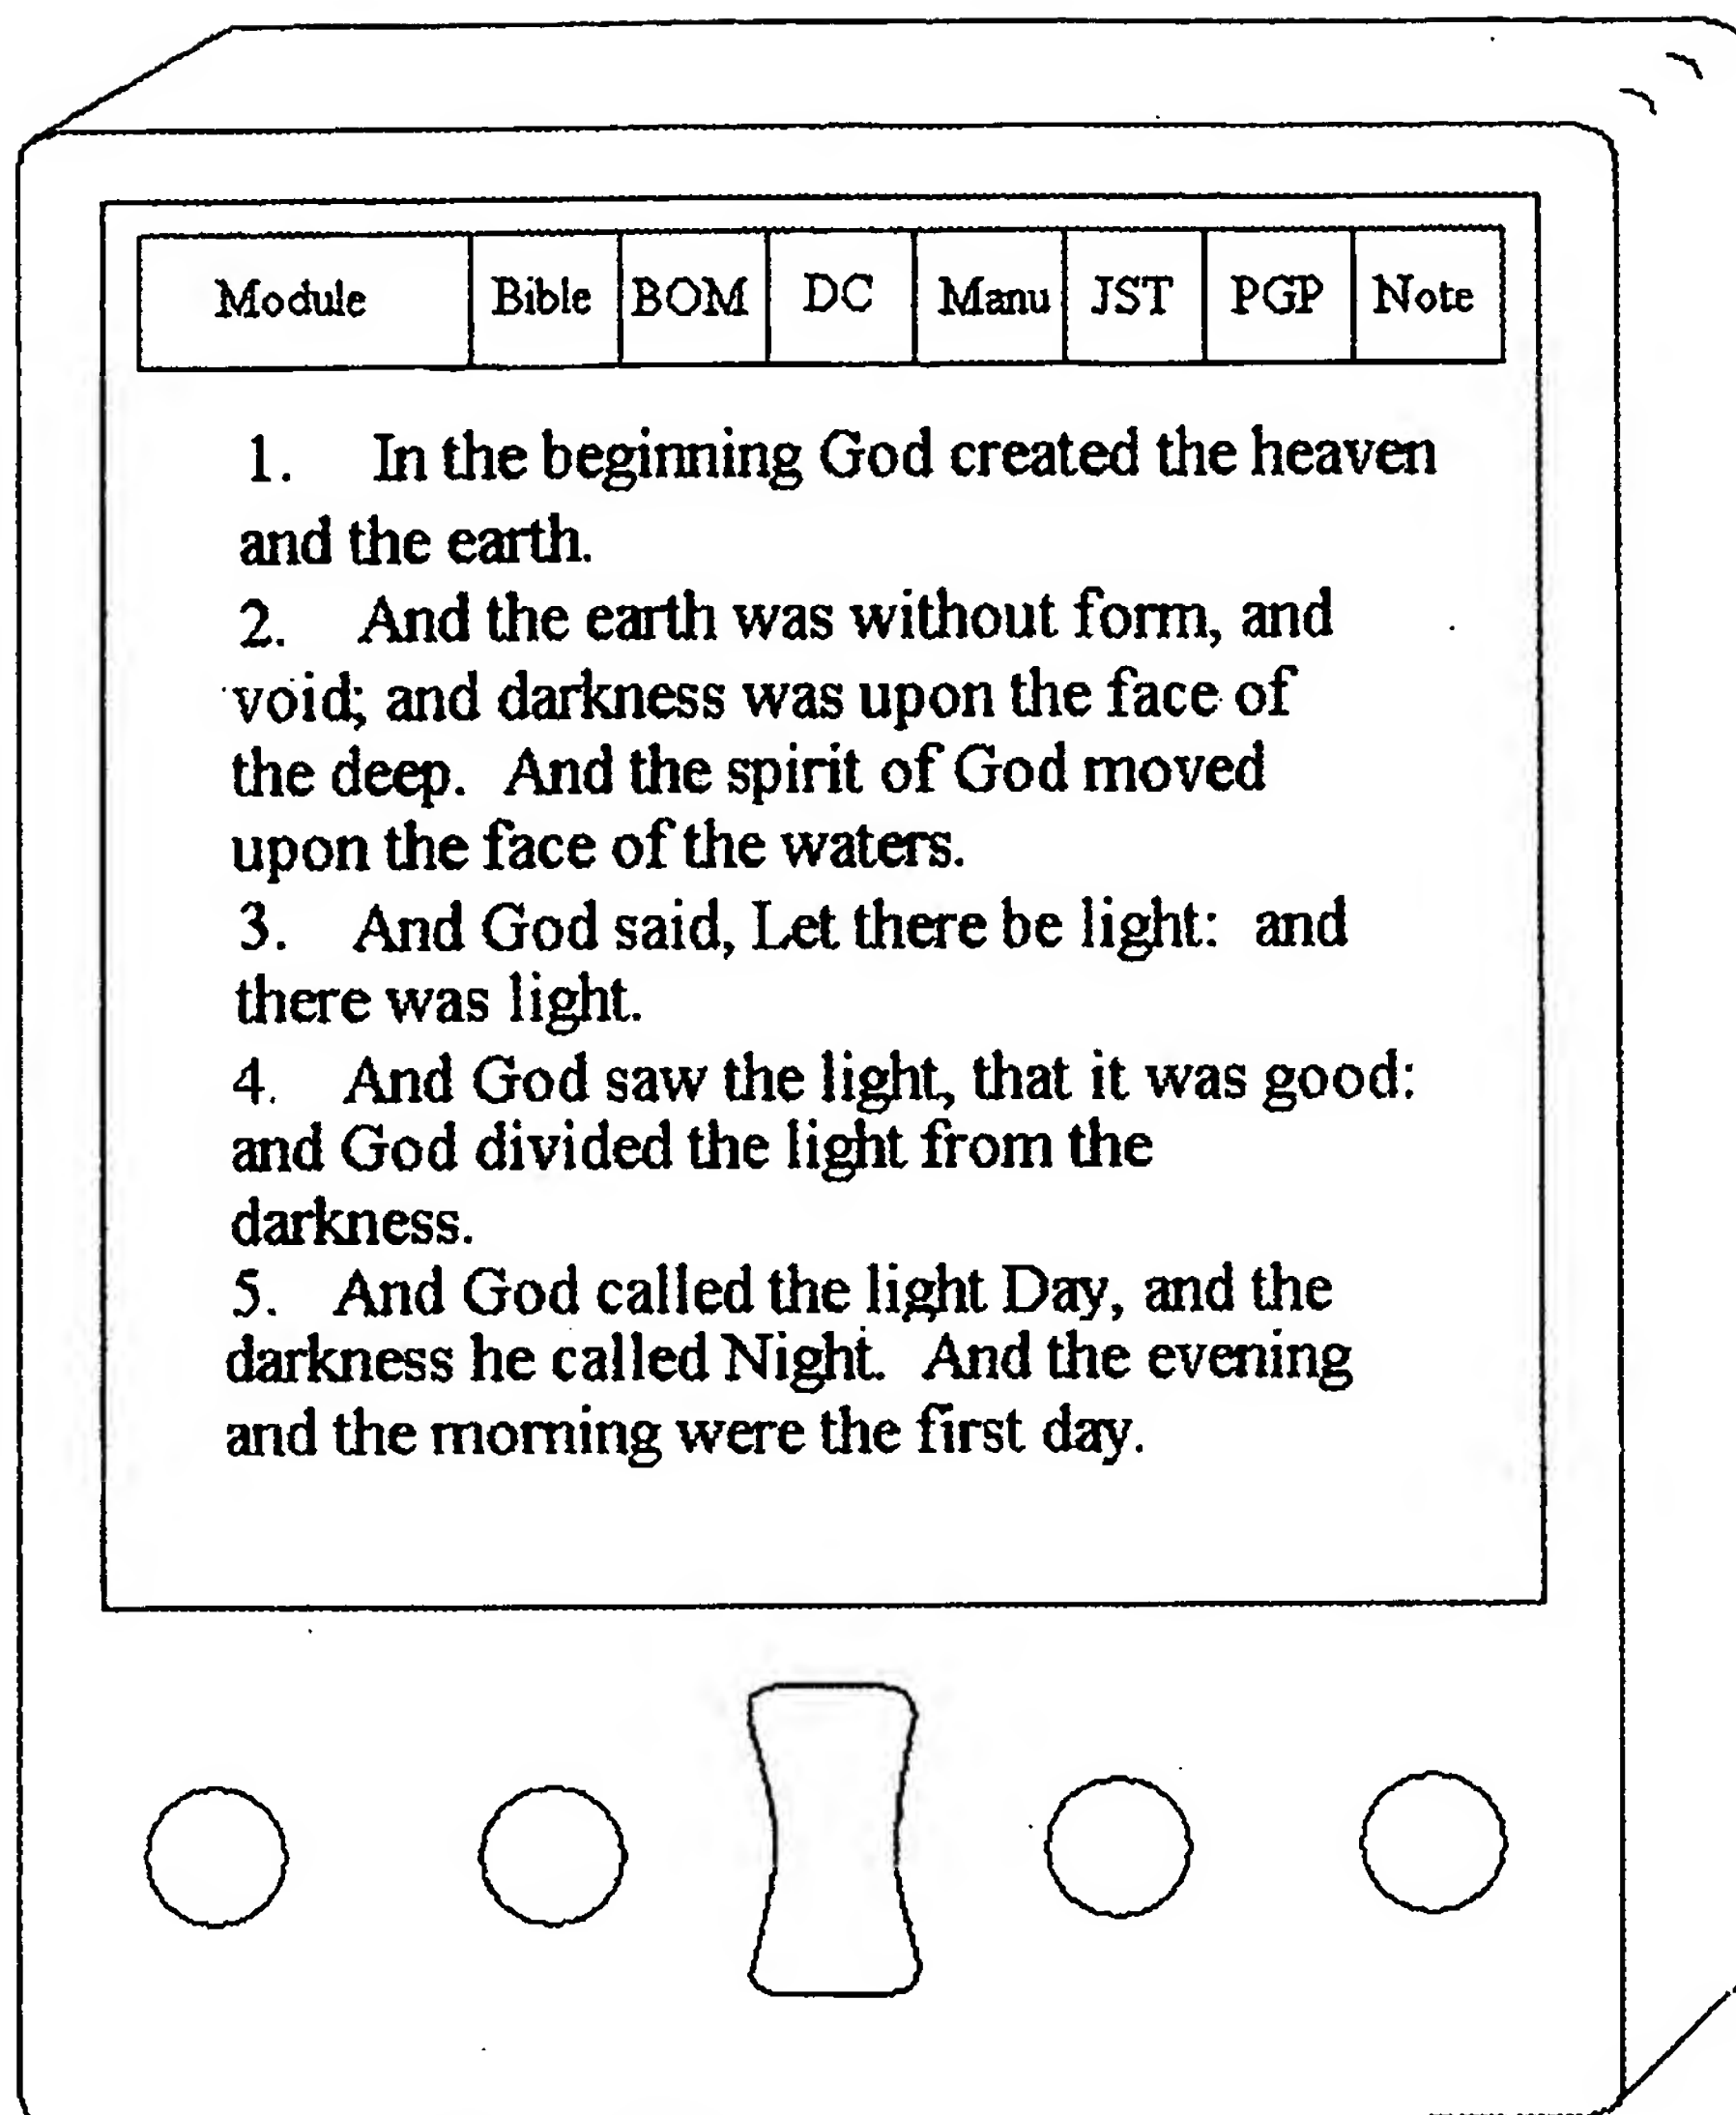 Module Bible BOM DC Manu JST PGP Note
1. In the beginning God created the heaven
and the earth.
2. And the earth was without form, and
void; and darkness was upon the face of
the deep. And the spirit of God moved
upon the face of the waters.
3. And God said, Let there be light: and
there was light.
4. And God saw the light, that it was good:
and God divided the light from the
darkness.
5. And God called the light Day, and the
darkness he called Night. And the evening
and the morning were the first day.